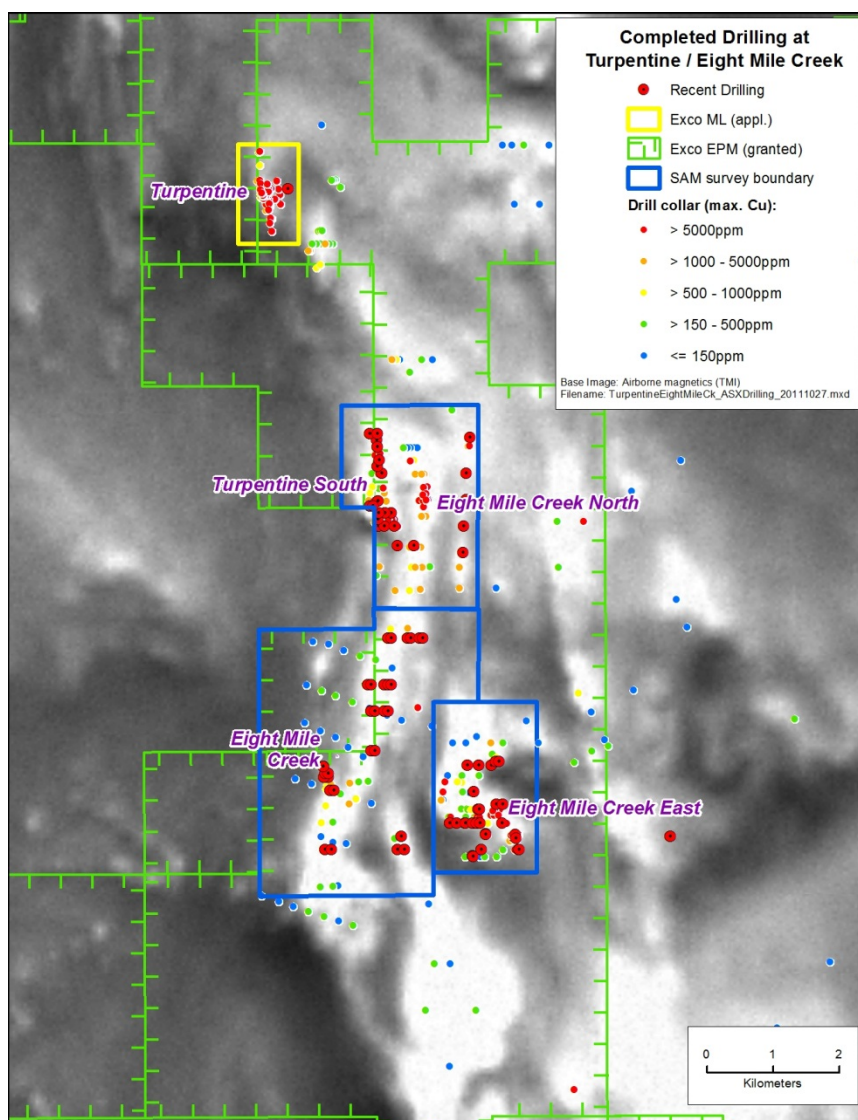 Completed Drilling at
Turpentine / Eight Mile Creek
Recent Drilling
Exco ML (appl.)
Exco EPM (granted)
SAM survey boundary
Drill collar (max. Cu):
> 5000ppm
> 1000 - 5000ppm
> 500 - 1000ppm
> 150 - 500ppm
<= 150ppm
Base Image: Airborne magnetics (TMI)
Filename: TurpentineEightMileCk_ASXDrilling_20111027.mxd
Turpentine
Turpentine South
Eight Mile Creek North
Eight Mile
Creek
Eight Mile Creek East
0 1 2
Kilometers